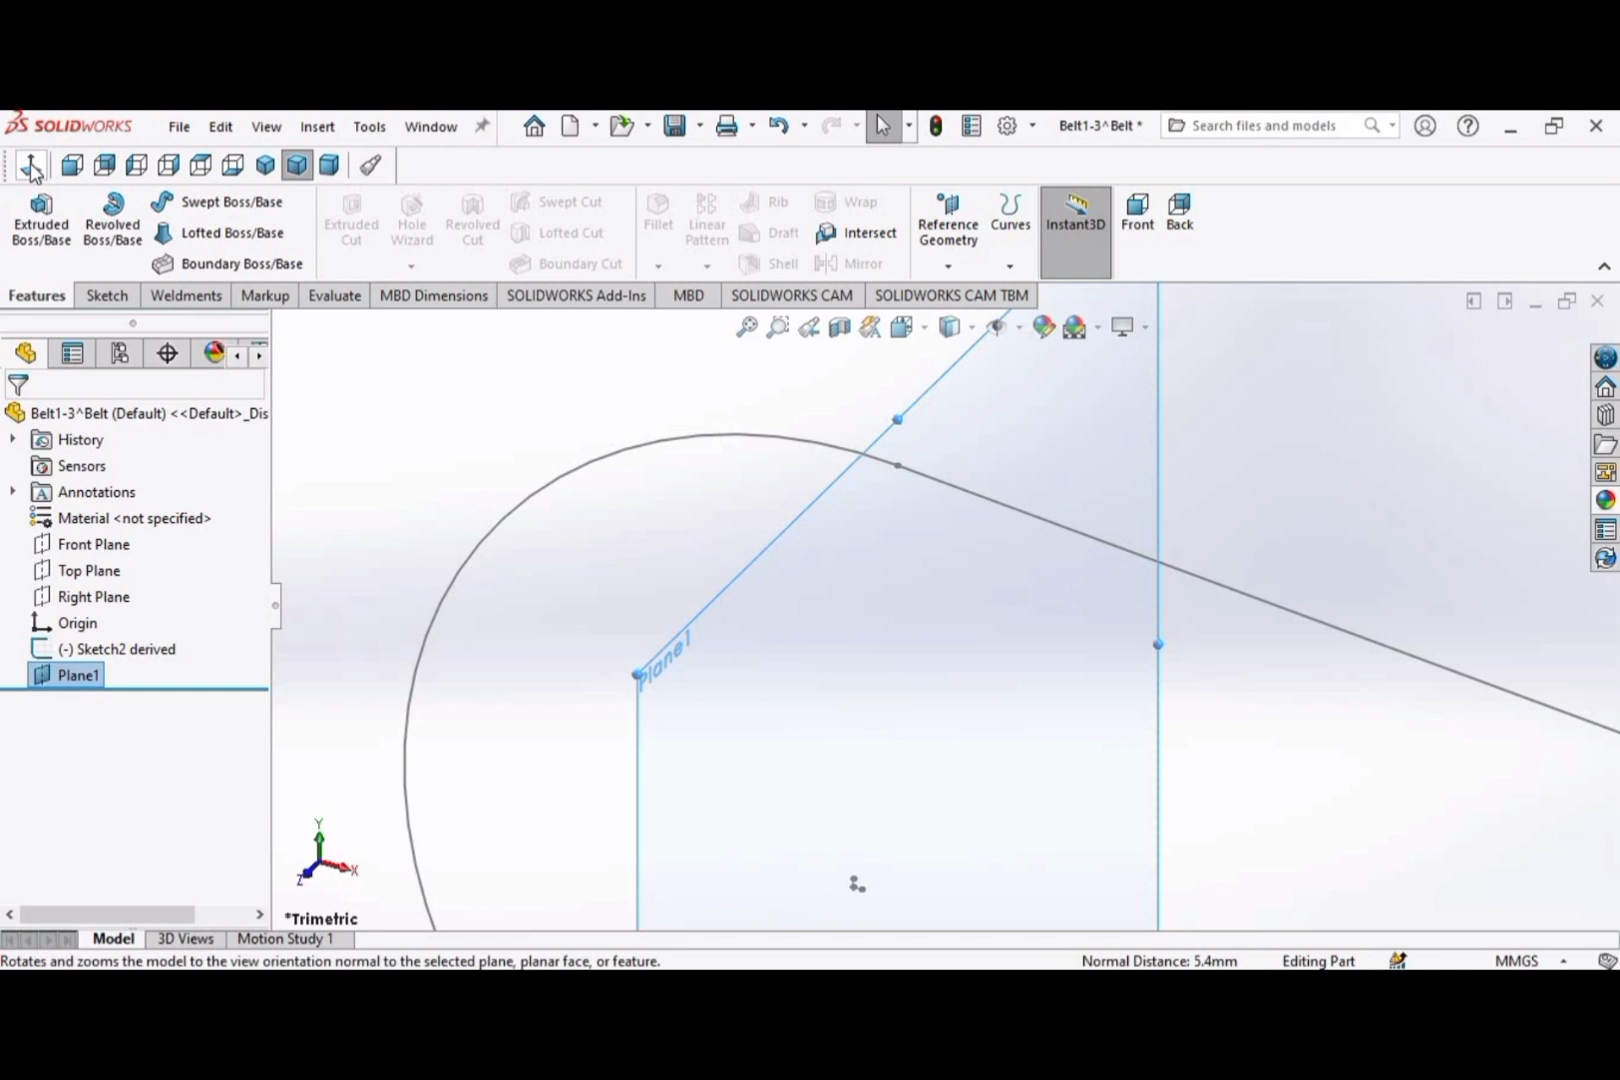 SOLIDWORKS File Edit View Insert Tools Window Belt1-3^Belt * Search files and models
Extruded Boss/Base
Revolved Boss/Base
Swept Boss/Base
Lofted Boss/Base
Boundary Boss/Base
Extruded Cut
Hole Wizard
Revolved Cut
Swept Cut
Lofted Cut
Boundary Cut
Fillet
Linear Pattern
Rib
Draft
Shell
Wrap
Intersect
Mirror
Reference Geometry
Curves
Instant3D
Front
Back
Features Sketch Weldments Markup Evaluate MBD Dimensions SOLIDWORKS Add-Ins MBD SOLIDWORKS CAM SOLIDWORKS CAM TBM
Belt1-3^Belt (Default) <<Default>_Dis
History
Sensors
Annotations
Material <not specified>
Front Plane
Top Plane
Right Plane
Origin
(-) Sketch2 derived
Plane1
Plane1
Y
X
Z
*Trimetric
Model 3D Views Motion Study 1
Rotates and zooms the model to the view orientation normal to the selected plane, planar face, or feature. Normal Distance: 5.4mm Editing Part MMGS